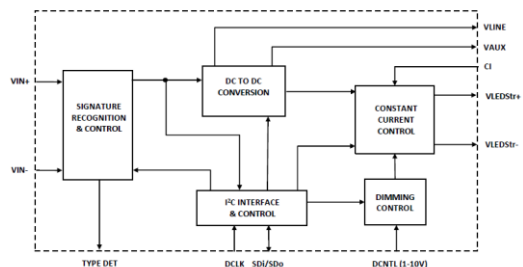 VLINE
VAUX
CI
VIN+
SIGNATURE
RECOGNITION
& CONTROL
DC TO DC
CONVERSION
CONSTANT
CURRENT
CONTROL
VLEDStr+
VLEDStr-
VIN-
I²C INTERFACE
& CONTROL
DIMMING
CONTROL
TYPE DET
DCLK SDi/SDo
DCNTL (1-10V)